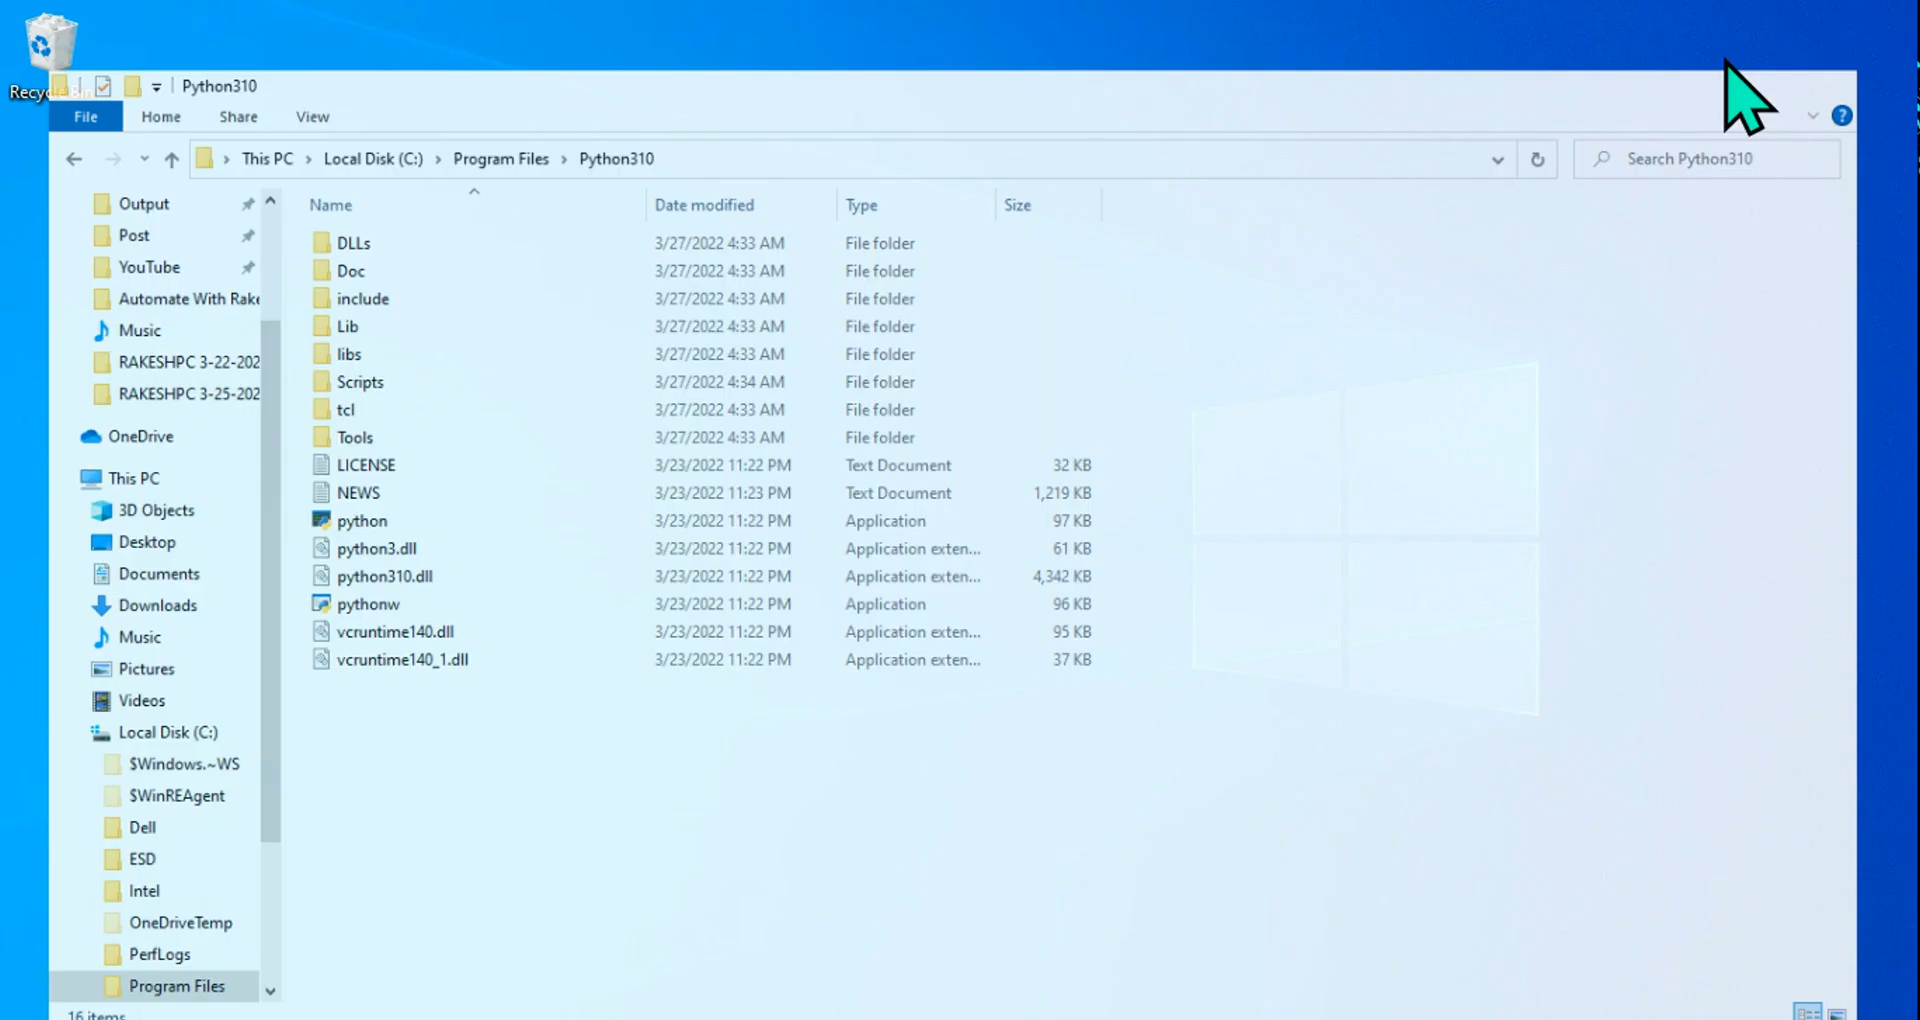 Recycle Bin
Python310
File Home Share View
?
This PC › Local Disk (C:) › Program Files › Python310
Search Python310
Output
Post
YouTube
Automate With Rake
Music
RAKESHPC 3-22-202
RAKESHPC 3-25-202
OneDrive
This PC
3D Objects
Desktop
Documents
Downloads
Music
Pictures
Videos
Local Disk (C:)
$Windows.~WS
$WinREAgent
Dell
ESD
Intel
OneDriveTemp
PerfLogs
Program Files
Name Date modified Type Size
DLLs 3/27/2022 4:33 AM File folder
Doc 3/27/2022 4:33 AM File folder
include 3/27/2022 4:33 AM File folder
Lib 3/27/2022 4:33 AM File folder
libs 3/27/2022 4:33 AM File folder
Scripts 3/27/2022 4:34 AM File folder
tcl 3/27/2022 4:33 AM File folder
Tools 3/27/2022 4:33 AM File folder
LICENSE 3/23/2022 11:22 PM Text Document 32 KB
NEWS 3/23/2022 11:23 PM Text Document 1,219 KB
python 3/23/2022 11:22 PM Application 97 KB
python3.dll 3/23/2022 11:22 PM Application exten... 61 KB
python310.dll 3/23/2022 11:22 PM Application exten... 4,342 KB
pythonw 3/23/2022 11:22 PM Application 96 KB
vcruntime140.dll 3/23/2022 11:22 PM Application exten... 95 KB
vcruntime140_1.dll 3/23/2022 11:22 PM Application exten... 37 KB
16 items